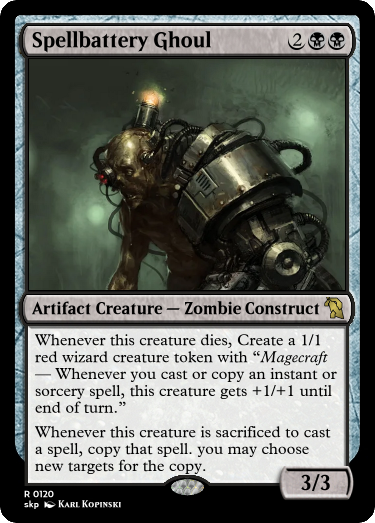 Spellbattery Ghoul 2
Artifact Creature — Zombie Construct
Whenever this creature dies, Create a 1/1
red wizard creature token with “Magecraft
— Whenever you cast or copy an instant or
sorcery spell, this creature gets +1/+1 until
end of turn.”
Whenever this creature is sacrificed to cast
a spell, copy that spell. you may choose
new targets for the copy.
3/3
R 0120
skp Karl Kopinski